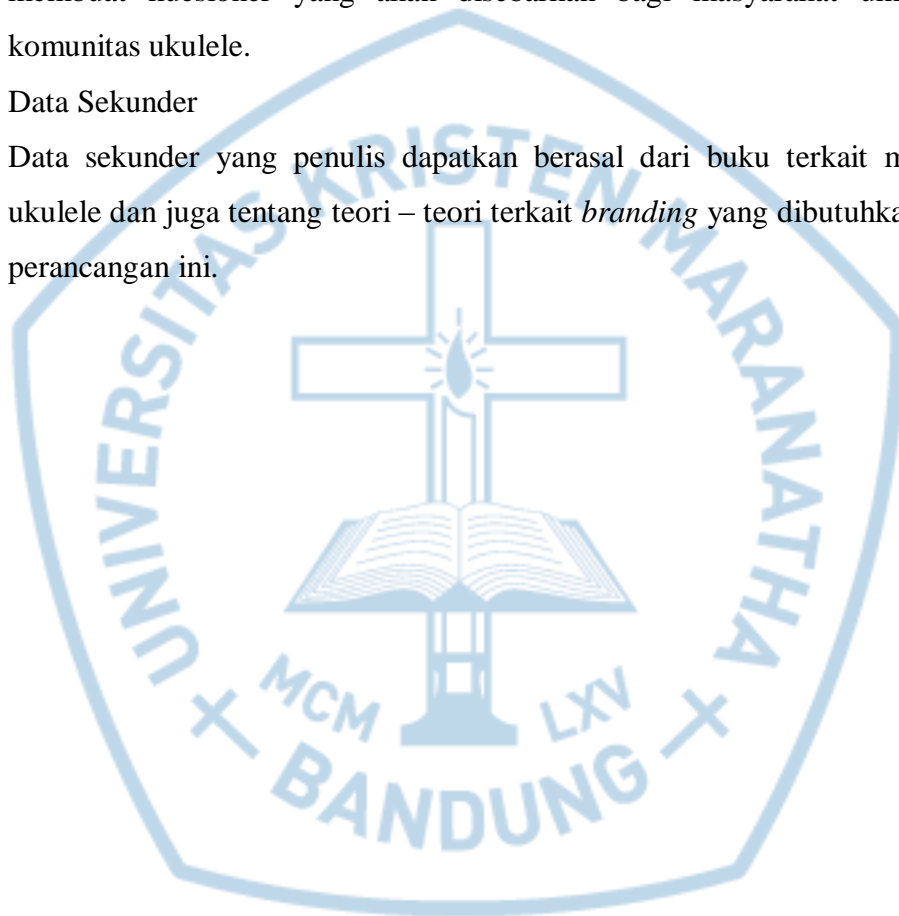 komunitas ukulele.
Data Sekunder
Data sekunder yang penulis dapatkan berasal dari buku terkait
ukulele dan juga tentang teori – teori terkait branding yang
perancangan ini.
UNIVERSITAS KRISTEN MARANATHA
MCM LXV
BANDUNG